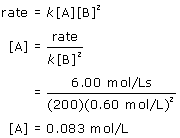 rate = k[A][B]²
[A] = rate / k[B]²
= 6.00 mol/Ls / (200)(0.60 mol/L)²
[A] = 0.083 mol/L